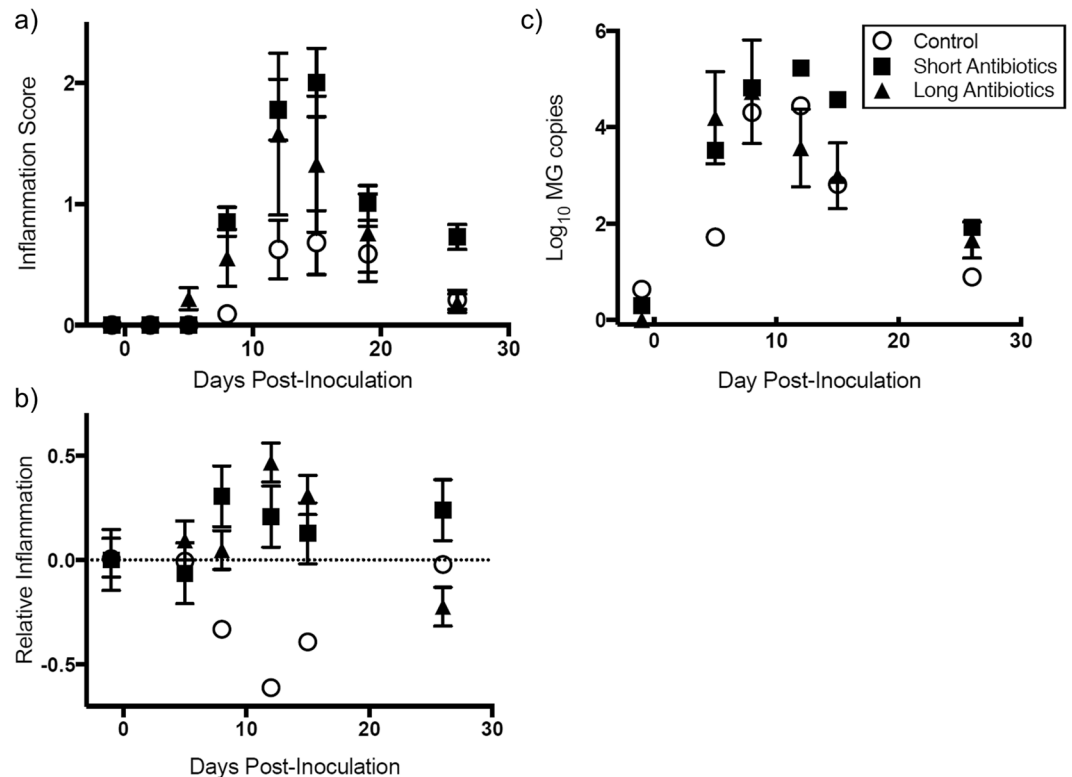 a)
2
1
0
Inflammation Score
0 10 20 30
Days Post-Inoculation
c)
6
4
2
0
Log10 MG copies
Control
Short Antibiotics
Long Antibiotics
0 10 20 30
Day Post-Inoculation
b)
0.5
0.0
-0.5
Relative Inflammation
0 10 20 30
Days Post-Inoculation